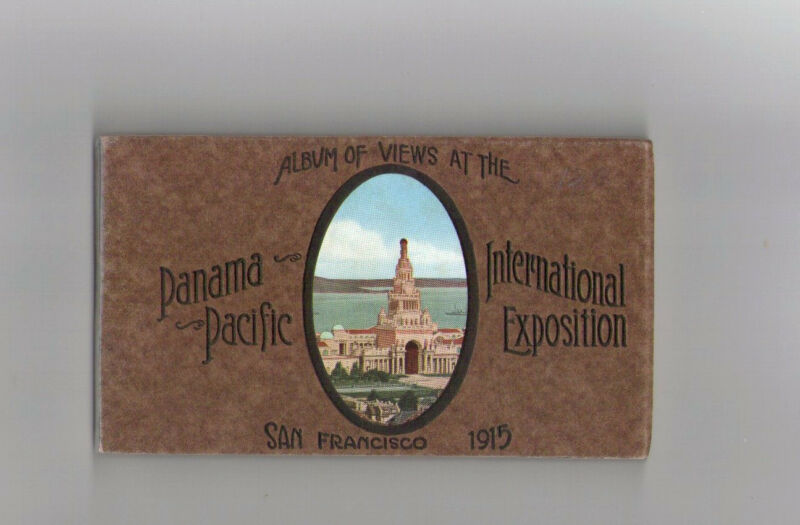 ALBUM OF VIEWS AT THE
Panama
Pacific
International
Exposition
SAN FRANCISCO 1915